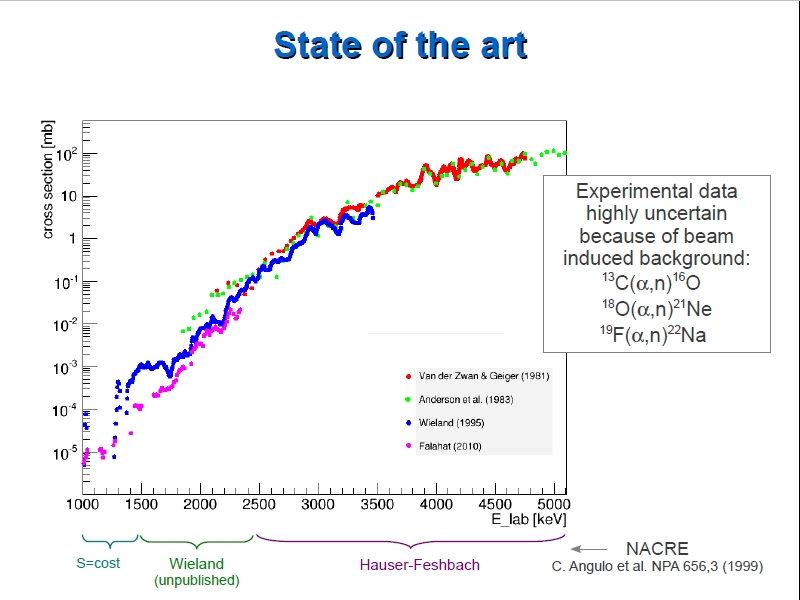 State of the art
cross section [mb]
10²
10
1
10⁻¹
10⁻²
10⁻³
10⁻⁴
10⁻⁵
1000 1500 2000 2500 3000 3500 4000 4500 5000
E_lab [keV]
Van der Zwan & Geiger (1981)
Anderson et al. (1983)
Wieland (1995)
Falahat (2010)
Experimental data
highly uncertain
because of beam
induced background:
¹³C(α,n)¹⁶O
¹⁸O(α,n)²¹Ne
¹⁹F(α,n)²²Na
S=cost
Wieland
(unpublished)
Hauser-Feshbach
NACRE
C. Angulo et al. NPA 656,3 (1999)